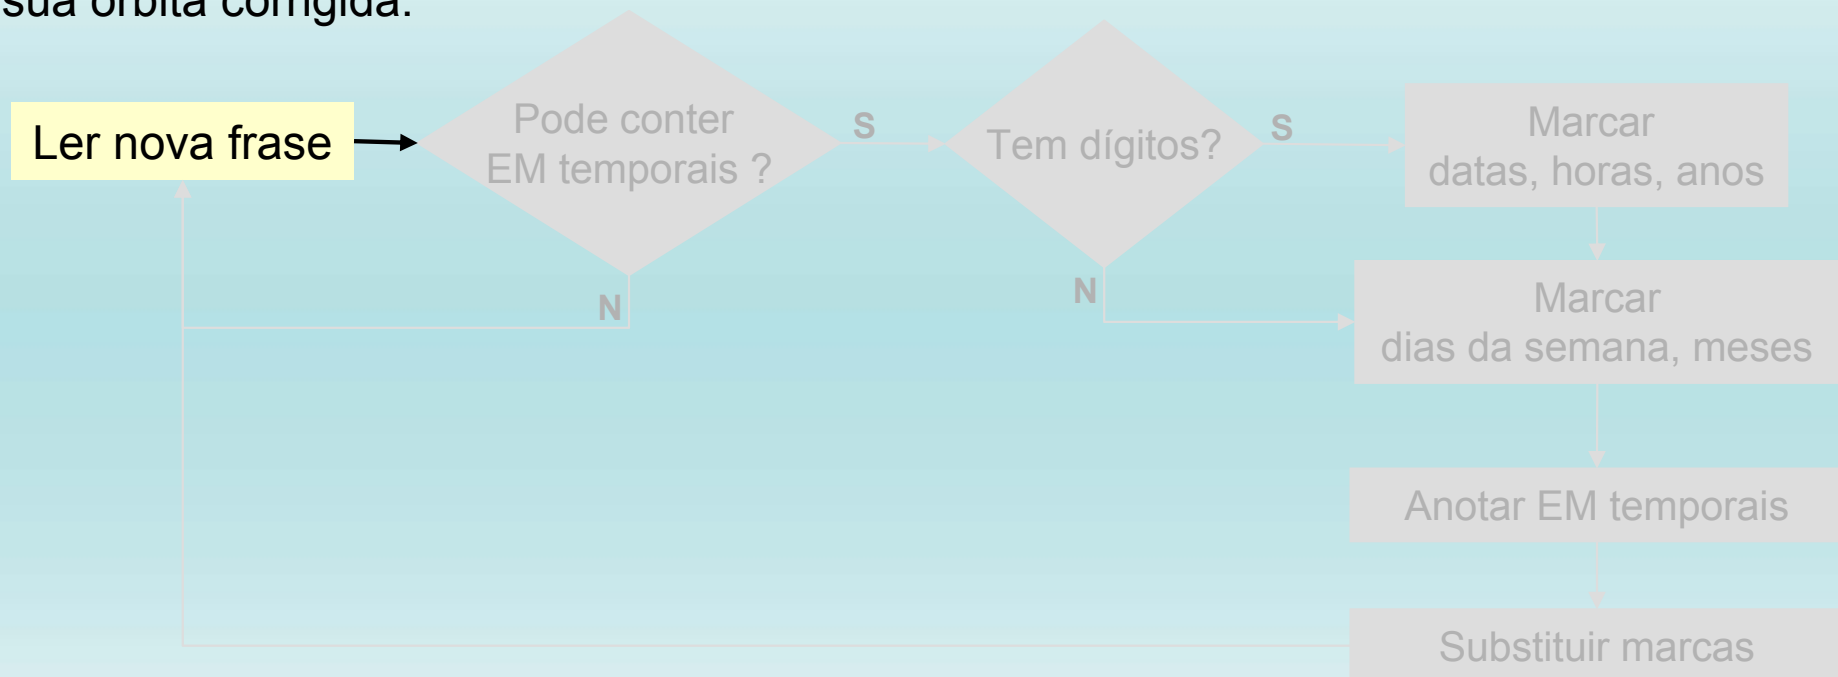 sua órbita corrigida.
Ler nova frase
Pode conter
EM temporais ?
S
Tem dígitos?
S
Marcar
datas, horas, anos
N
N
Marcar
dias da semana, meses
Anotar EM temporais
Substituir marcas